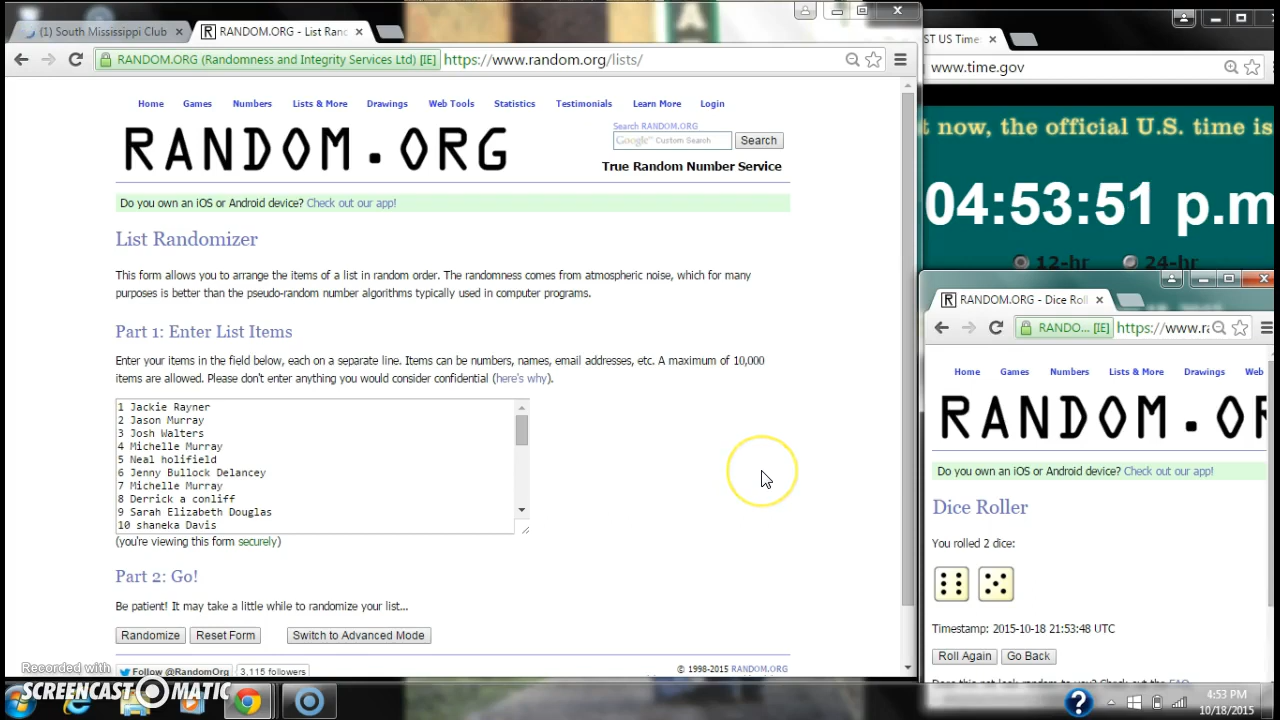 (1) South Mississippi Club
RANDOM.ORG - List Ran
RANDOM.ORG (Randomness and Integrity Services Ltd) [IE]
https://www.random.org/lists/
Home Games Numbers Lists & More Drawings Web Tools Statistics Testimonials Learn More Login
RANDOM.ORG
Search RANDOM.ORG
Google™ Custom Search
Search
True Random Number Service
Do you own an iOS or Android device? Check out our app!
List Randomizer
This form allows you to arrange the items of a list in random order. The randomness comes from atmospheric noise, which for many
purposes is better than the pseudo-random number algorithms typically used in computer programs.
Part 1: Enter List Items
Enter your items in the field below, each on a separate line. Items can be numbers, names, email addresses, etc. A maximum of 10,000
items are allowed. Please don't enter anything you would consider confidential (here's why).
1 Jackie Rayner
2 Jason Murray
3 Josh Walters
4 Michelle Murray
5 Neal holifield
6 Jenny Bullock Delancey
7 Michelle Murray
8 Derrick a conliff
9 Sarah Elizabeth Douglas
10 shaneka Davis
(you're viewing this form securely)
Part 2: Go!
Be patient! It may take a little while to randomize your list...
Randomize
Reset Form
Switch to Advanced Mode
Follow @RandomOrg
3,115 followers
© 1998-2015 RANDOM.ORG
ST US Time
www.time.gov
t now, the official U.S. time is
04:53:51 p.m
12-hr 24-hr
RANDOM.ORG - Dice Roll
RANDO... [IE]
https://www.ra
Home Games Numbers Lists & More Drawings Web
RANDOM.OR
Do you own an iOS or Android device? Check out our app!
Dice Roller
You rolled 2 dice:
Timestamp: 2015-10-18 21:53:48 UTC
Roll Again
Go Back
Recorded with
SCREENCAST-O-MATIC
4:53 PM
10/18/2015